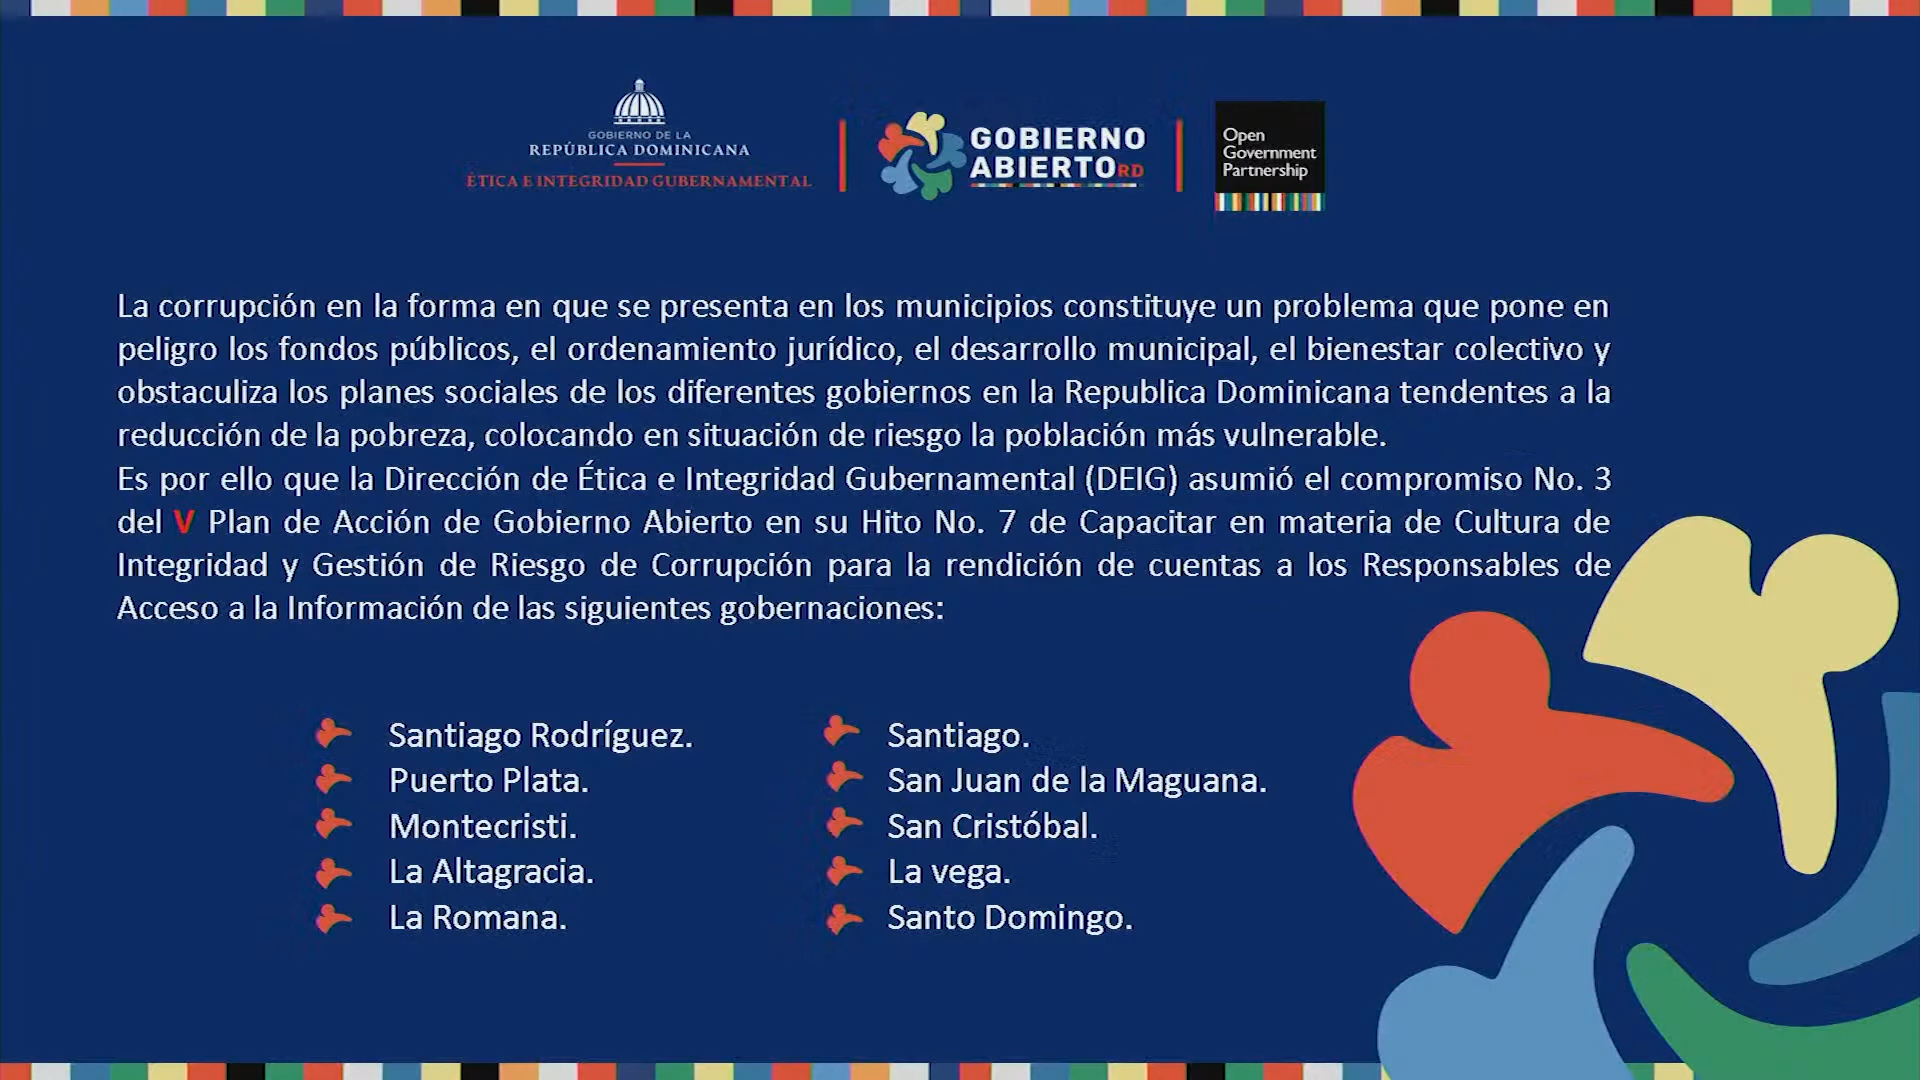 GOBIERNO DE LA
REPÚBLICA DOMINICANA
ÉTICA E INTEGRIDAD GUBERNAMENTAL
GOBIERNO
ABIERTORD
Open
Government
Partnership
La corrupción en la forma en que se presenta en los municipios constituye un problema que pone en
peligro los fondos públicos, el ordenamiento jurídico, el desarrollo municipal, el bienestar colectivo y
obstaculiza los planes sociales de los diferentes gobiernos en la Republica Dominicana tendentes a la
reducción de la pobreza, colocando en situación de riesgo la población más vulnerable.
Es por ello que la Dirección de Ética e Integridad Gubernamental (DEIG) asumió el compromiso No. 3
del V Plan de Acción de Gobierno Abierto en su Hito No. 7 de Capacitar en materia de Cultura de
Integridad y Gestión de Riesgo de Corrupción para la rendición de cuentas a los Responsables de
Acceso a la Información de las siguientes gobernaciones:
Santiago Rodríguez.
Puerto Plata.
Montecristi.
La Altagracia.
La Romana.
Santiago.
San Juan de la Maguana.
San Cristóbal.
La vega.
Santo Domingo.